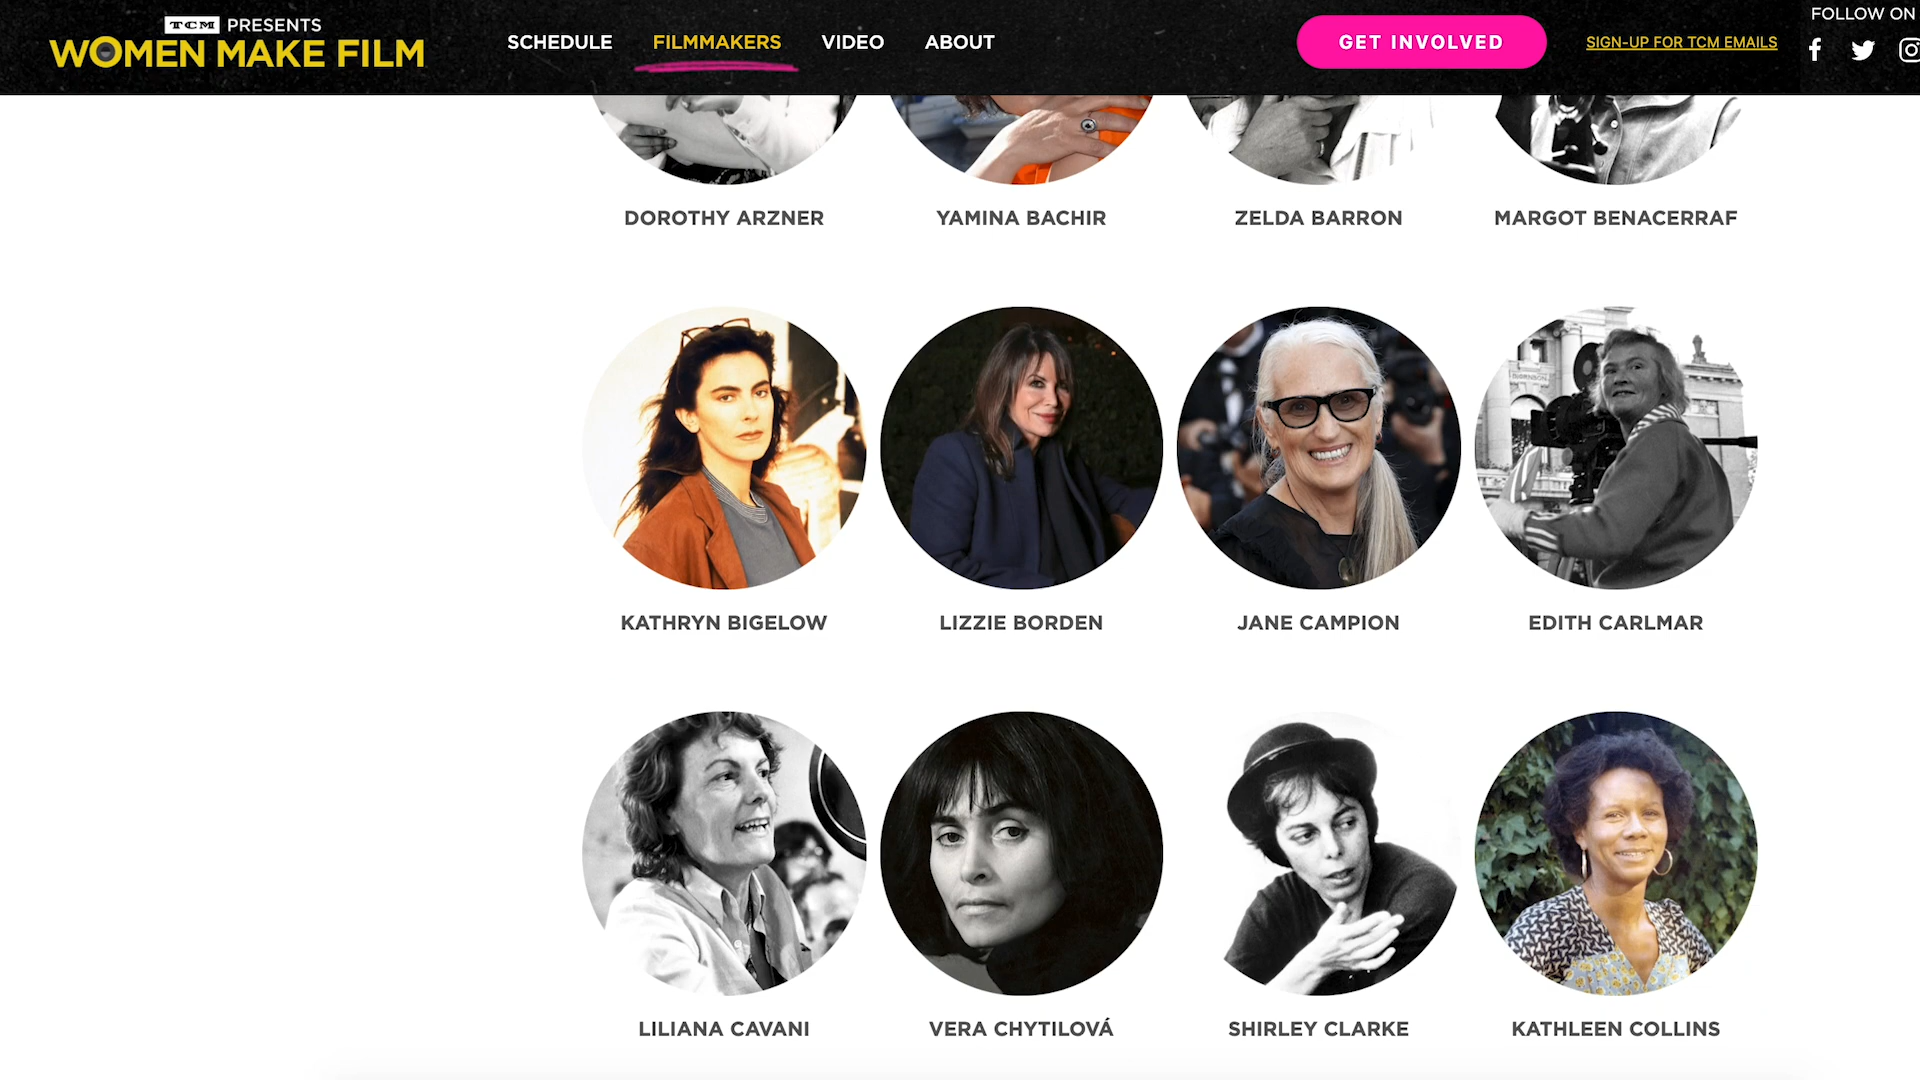 TCM PRESENTS
WOMEN MAKE FILM
SCHEDULE
FILMMAKERS
VIDEO
ABOUT
GET INVOLVED
SIGN-UP FOR TCM EMAILS
FOLLOW ON
DOROTHY ARZNER
YAMINA BACHIR
ZELDA BARRON
MARGOT BENACERRAF
KATHRYN BIGELOW
LIZZIE BORDEN
JANE CAMPION
EDITH CARLMAR
LILIANA CAVANI
VERA CHYTILOVÁ
SHIRLEY CLARKE
KATHLEEN COLLINS